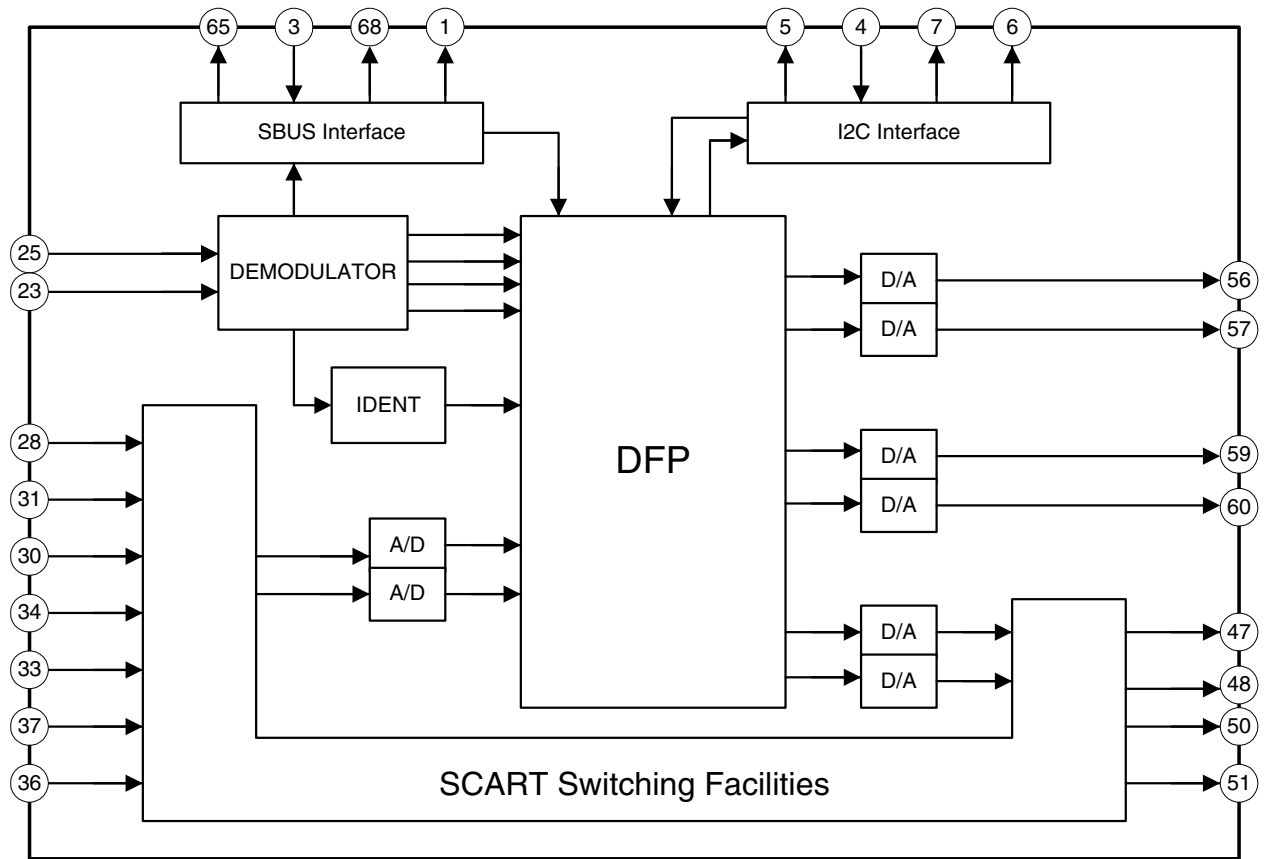 65 3 68 1 5 4 7 6
SBUS Interface
I2C Interface
25
23
DEMODULATOR
D/A
56
D/A
57
IDENT
28
31
30
34
33
37
36
DFP
D/A
59
D/A
60
A/D
A/D
D/A
47
D/A
48
50
51
SCART Switching Facilities